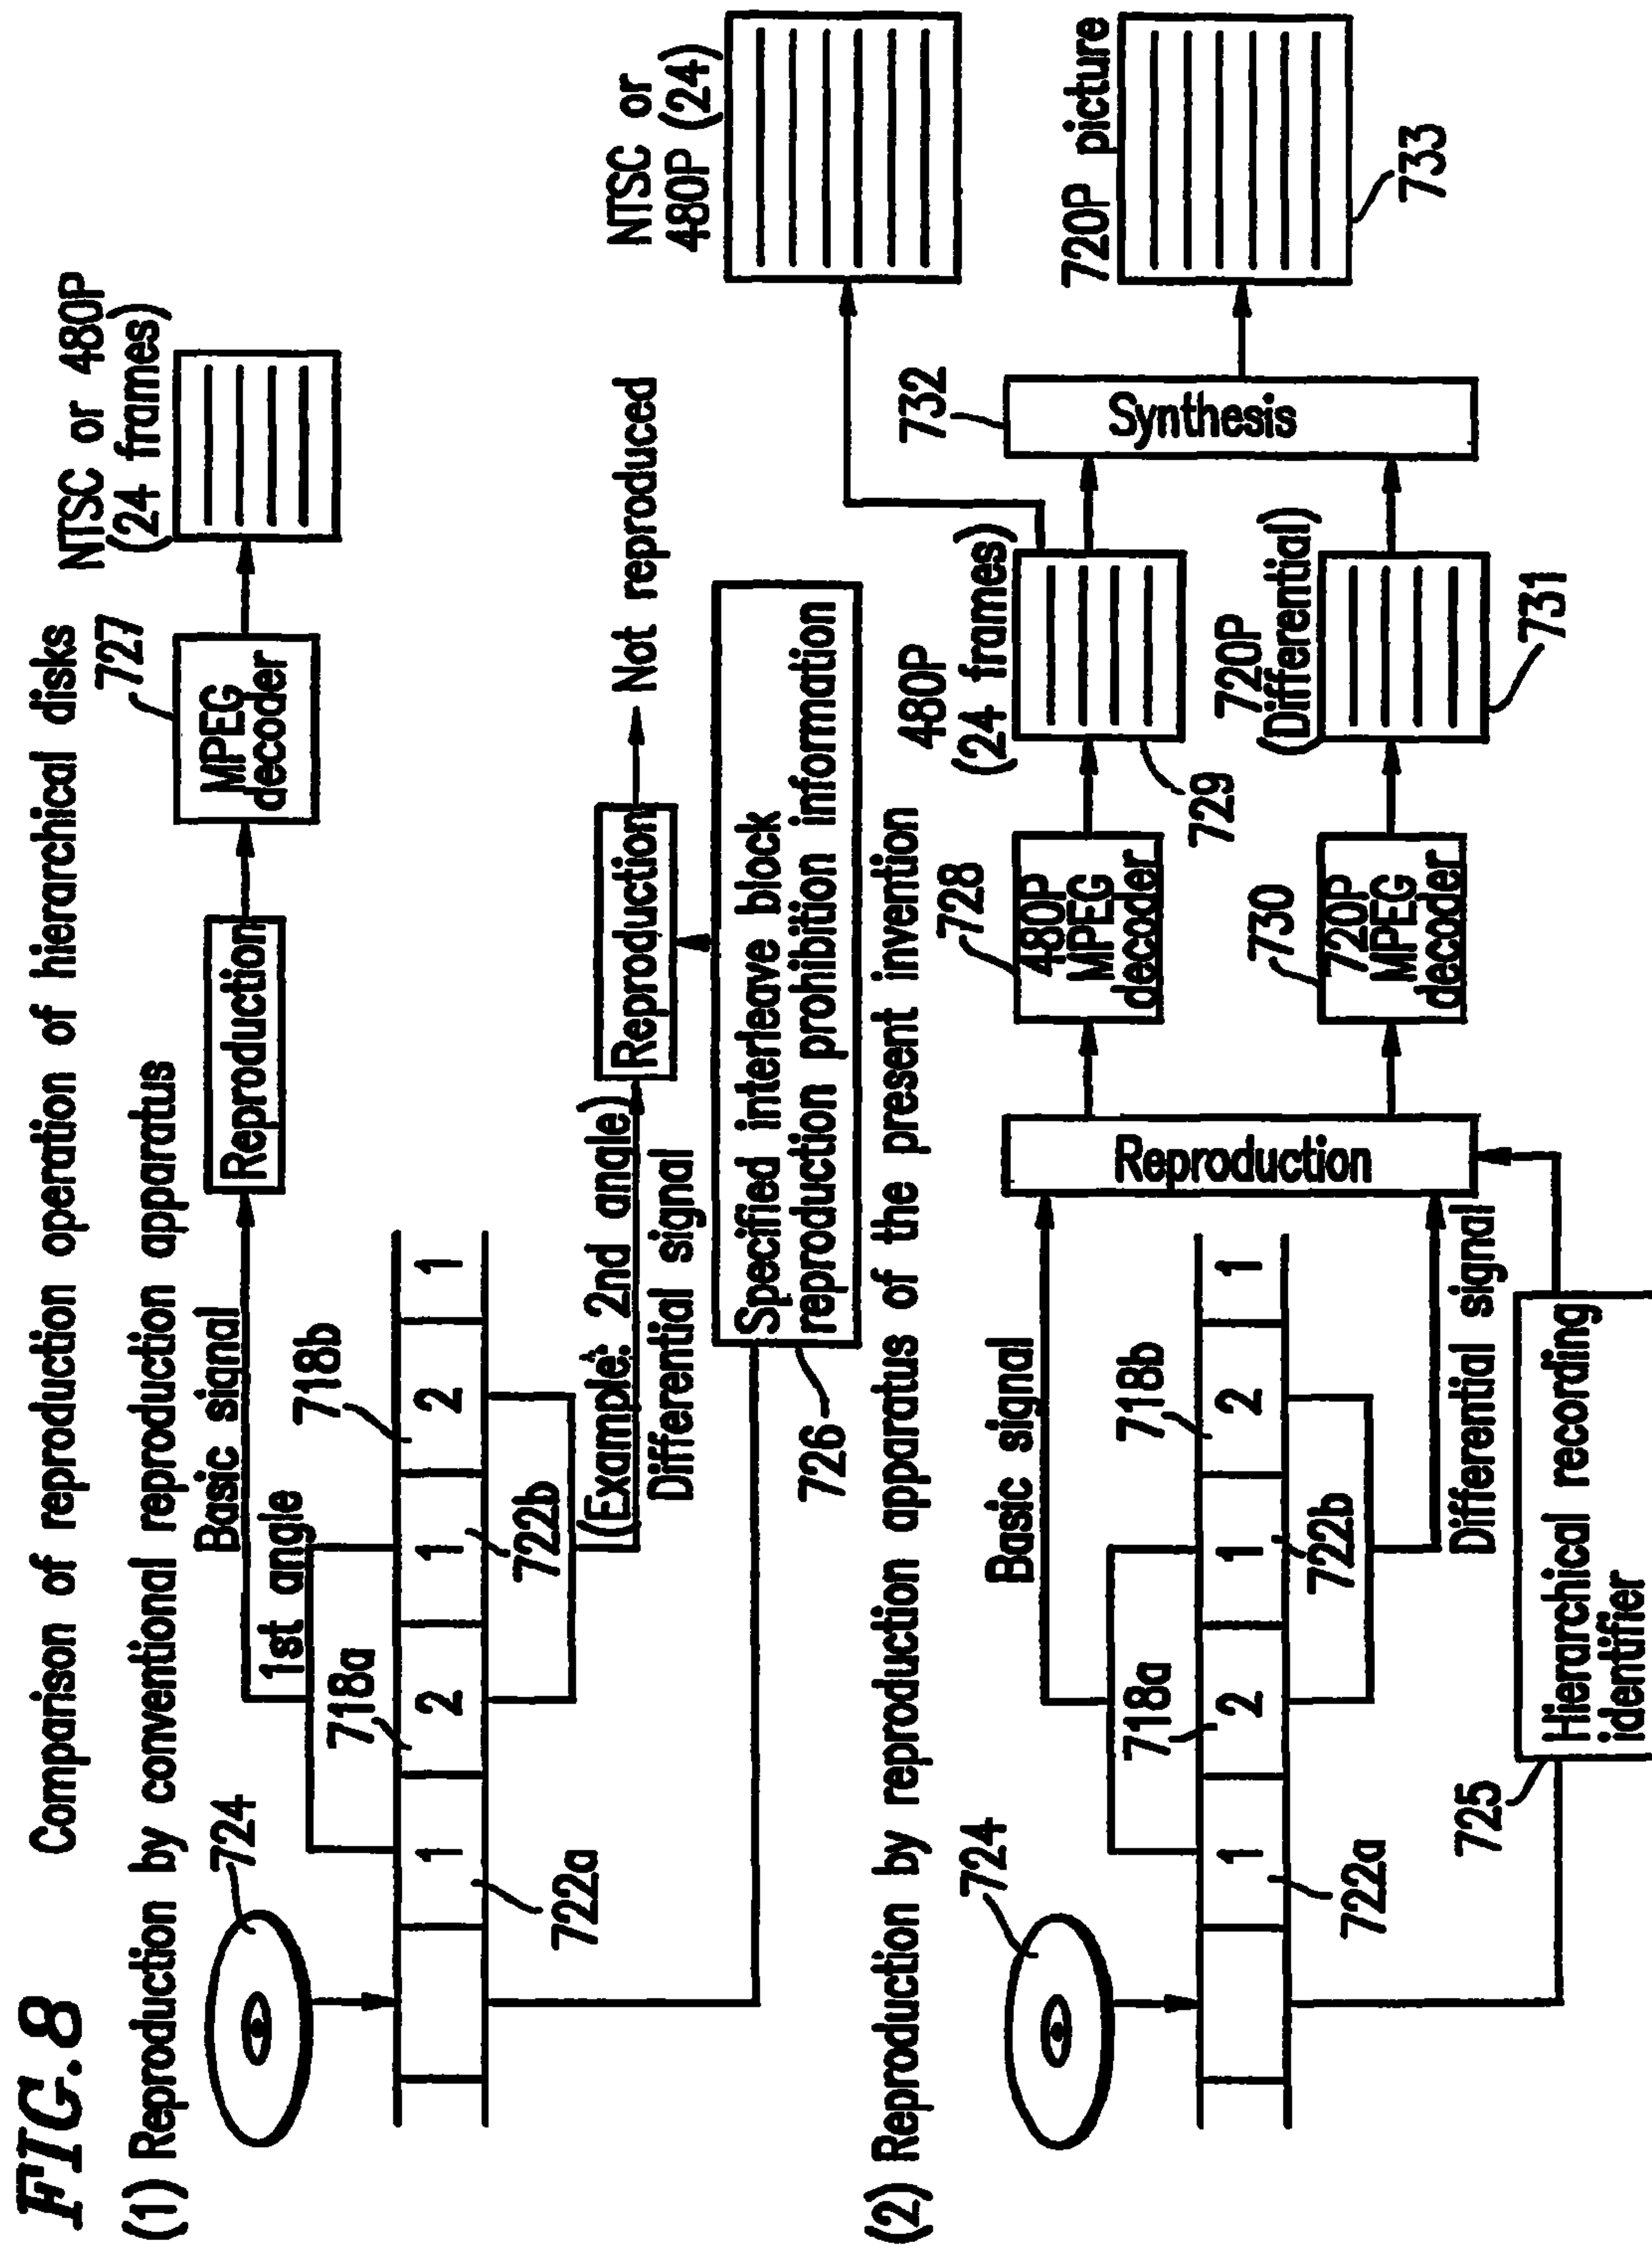 FIG.8
Comparison of reproduction operation of hierarchical disks
(1) Reproduction by conventional reproduction apparatus
724
Basic signal
1st angle
718a
718b
1
2
1
2
1
722a
722b
Reproduction
727
MPEG
decoder
NTSC or 480P
(24 frames)
(Example: 2nd angle)
Differential signal
Reproduction
Not reproduced
726
Specified interleave block
reproduction prohibition information
(2) Reproduction by reproduction apparatus of the present invention
724
Basic signal
718a
718b
1
2
1
2
1
722a
722b
Differential signal
725
Hierarchical recording
identifier
Reproduction
728
480P
MPEG
decoder
730
720P
MPEG
decoder
480P
(24 frames)
729
720P
(Differential)
731
732
Synthesis
NTSC or
480P (24)
720P picture
733